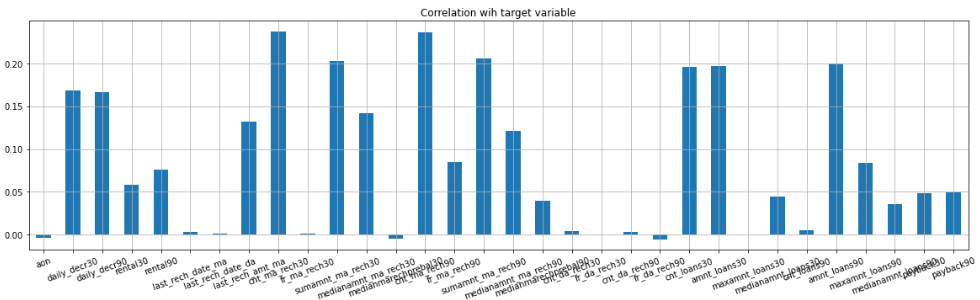 Correlation wih target variable
0.20
0.15
0.10
0.05
0.00
aon
daily_decr30
daily_decr90
rental30
rental90
last_rech_date_ma
last_rech_date_da
last_rech_amt_ma
cnt_ma_rech30
fr_ma_rech30
sumamnt_ma_rech30
medianamnt_ma_rech30
medianmarechprebal30
cnt_ma_rech90
fr_ma_rech90
sumamnt_ma_rech90
medianamnt_ma_rech90
medianmarechprebal90
cnt_da_rech30
fr_da_rech30
cnt_da_rech90
fr_da_rech90
cnt_loans30
amnt_loans30
maxamnt_loans30
medianamnt_loans30
cnt_loans90
amnt_loans90
maxamnt_loans90
medianamnt_loans90
payback30
payback90